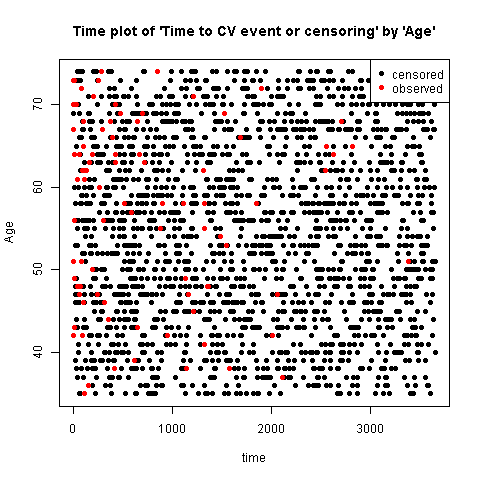 Time plot of 'Time to CV event or censoring' by 'Age'
censored
observed
70
60
50
40
Age
0 1000 2000 3000
time